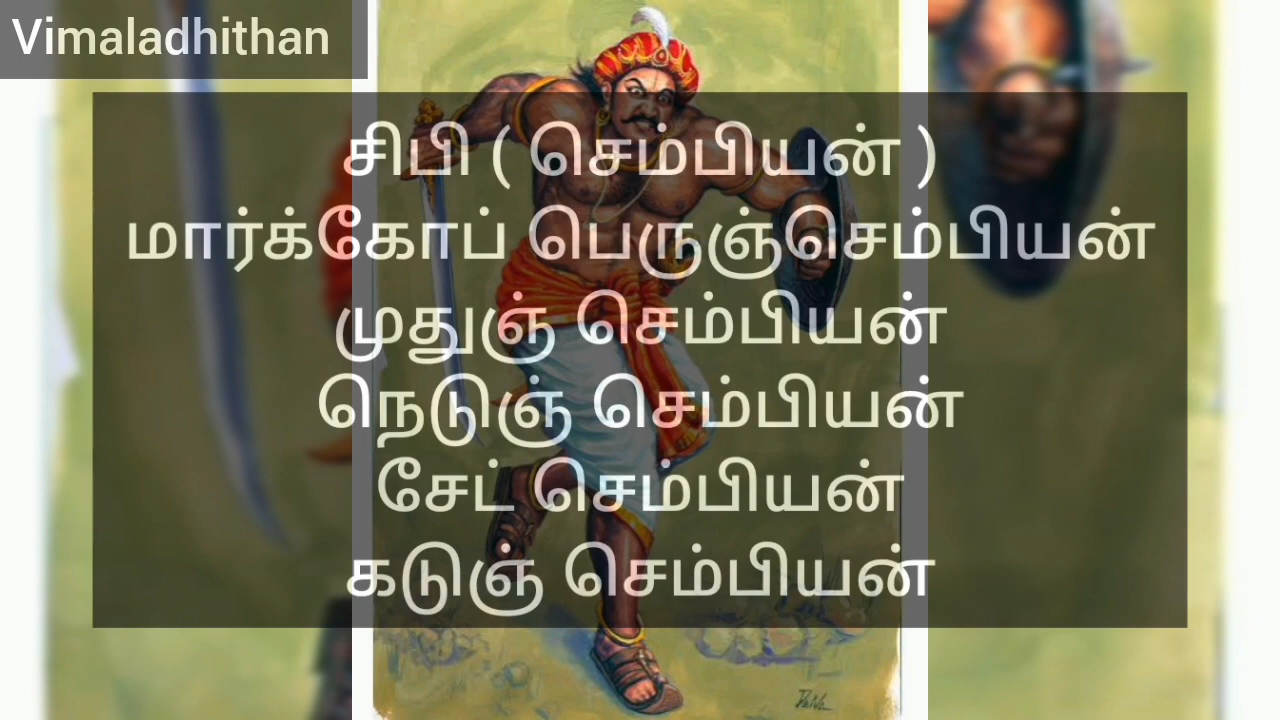 Vimaladhithan
சிபி ( செம்பியன் )
மார்க்கோப் பெருஞ்செம்பியன்
முதுஞ் செம்பியன்
நெடுஞ் செம்பியன்
சேட் செம்பியன்
கடுஞ் செம்பியன்